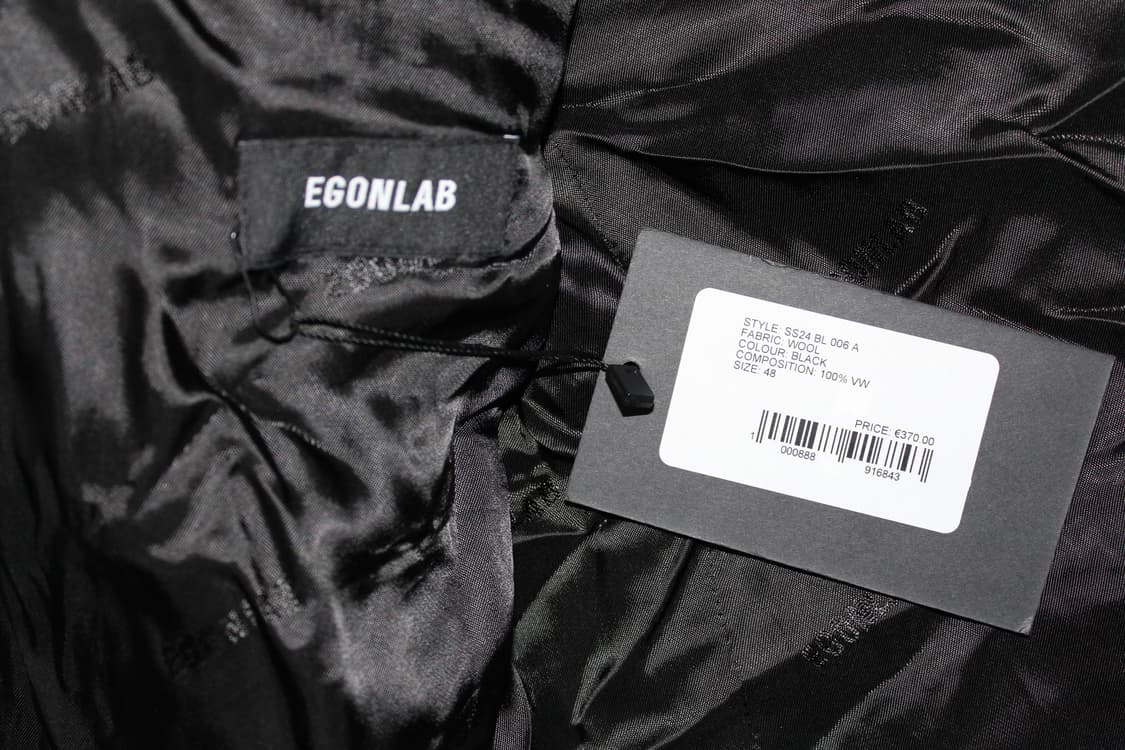 EGONLAB
STYLE: SS24 BL 006 A
FABRIC: WOOL
COLOUR: BLACK
COMPOSITION: 100% VW
SIZE: 48
PRICE: €370.00
1 000888 916843